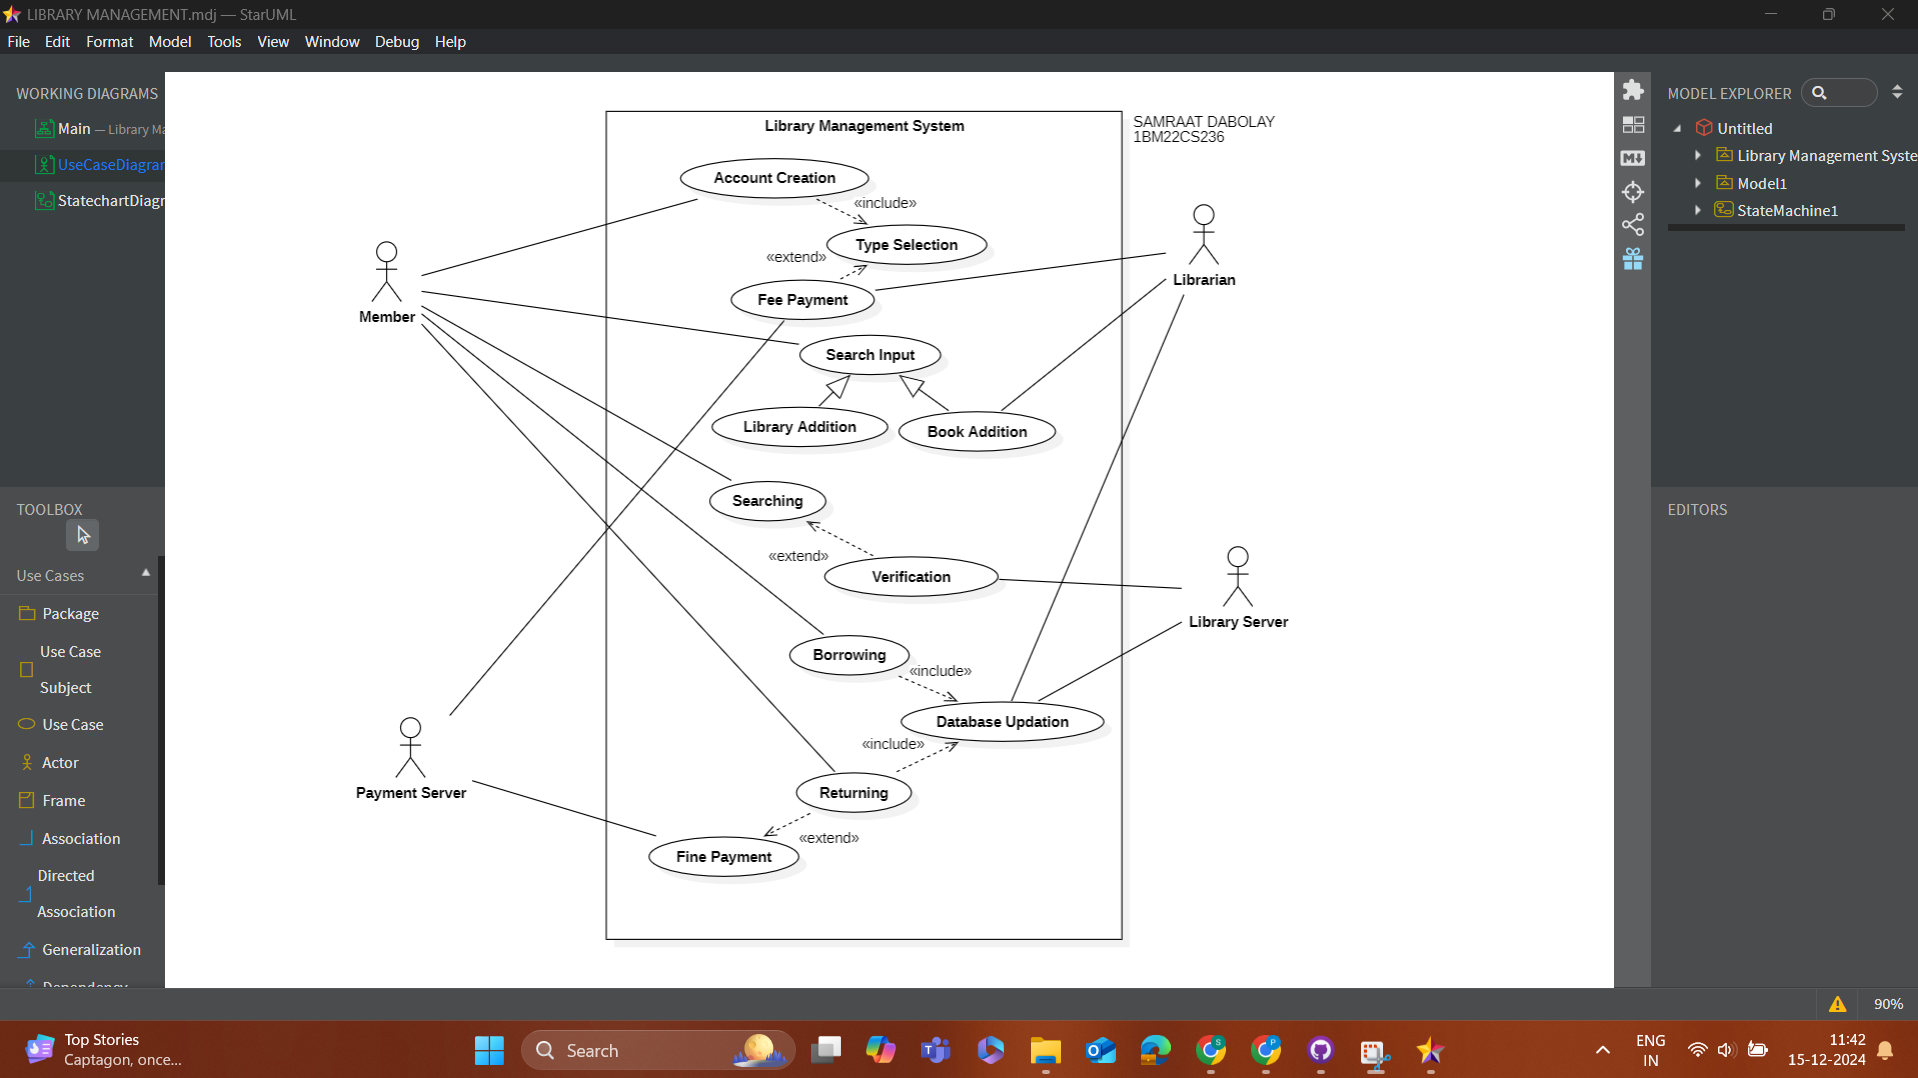 LIBRARY MANAGEMENT.mdj — StarUML
File Edit Format Model Tools View Window Debug Help
WORKING DIAGRAMS
Main — Library Ma
UseCaseDiagram
StatechartDiagr
TOOLBOX
Use Cases
Package
Use Case
Subject
Use Case
Actor
Frame
Association
Directed
Association
Generalization
Dependency
Library Management System
SAMRAAT DABOLAY
1BM22CS236
Account Creation
«include»
Type Selection
«extend»
Fee Payment
Librarian
Member
Search Input
Library Addition
Book Addition
Searching
«extend»
Verification
Library Server
Borrowing
«include»
Database Updation
«include»
Payment Server
Returning
«extend»
Fine Payment
MODEL EXPLORER
Untitled
Library Management Syste
Model1
StateMachine1
EDITORS
90%
Top Stories
Captagon, once...
Search
ENG
IN
11:42
15-12-2024